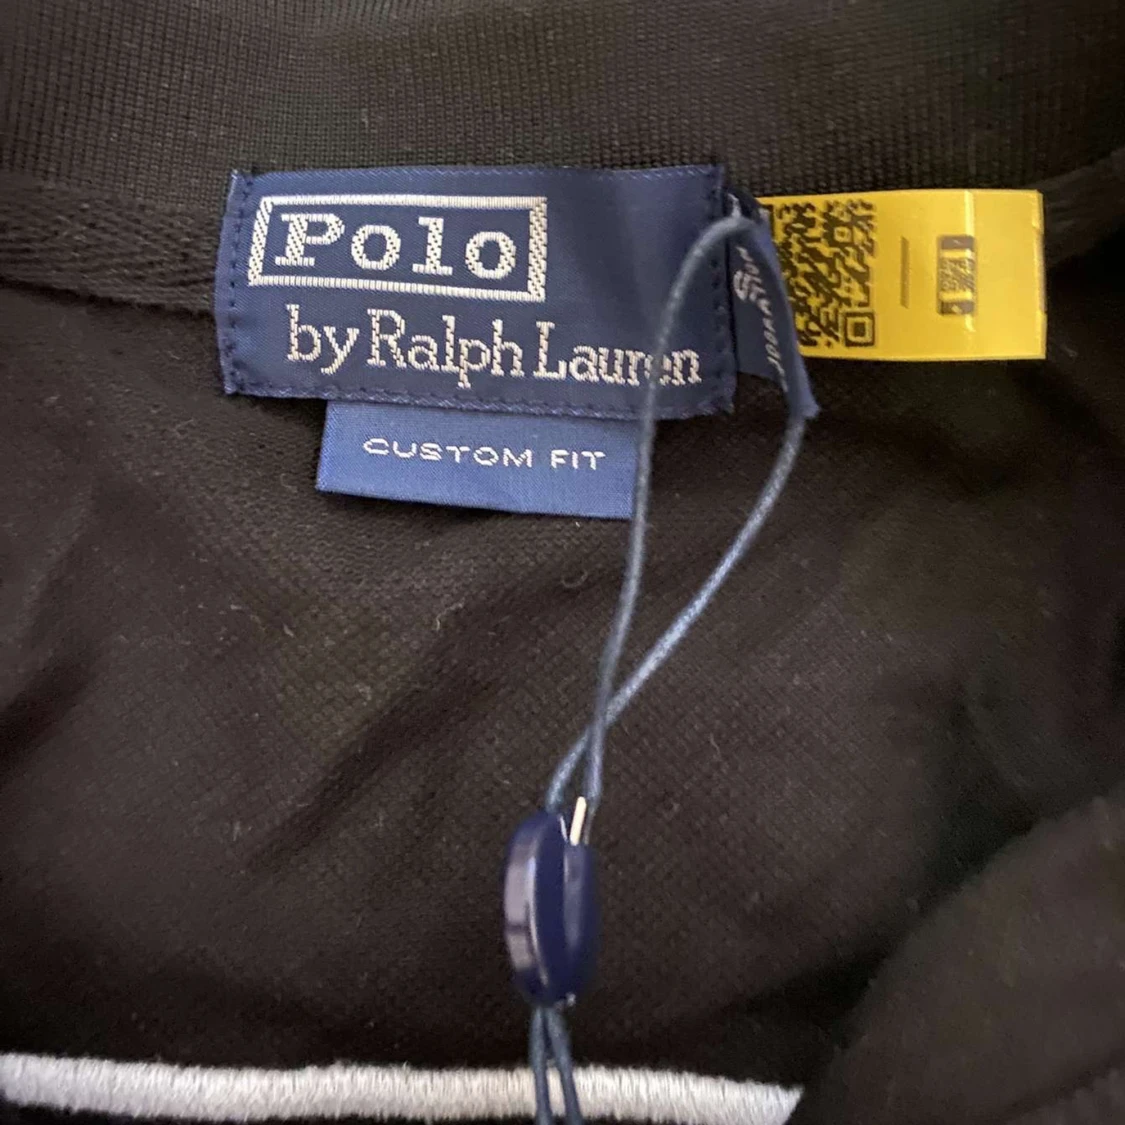 Polo
by Ralph Lauren
CUSTOM FIT